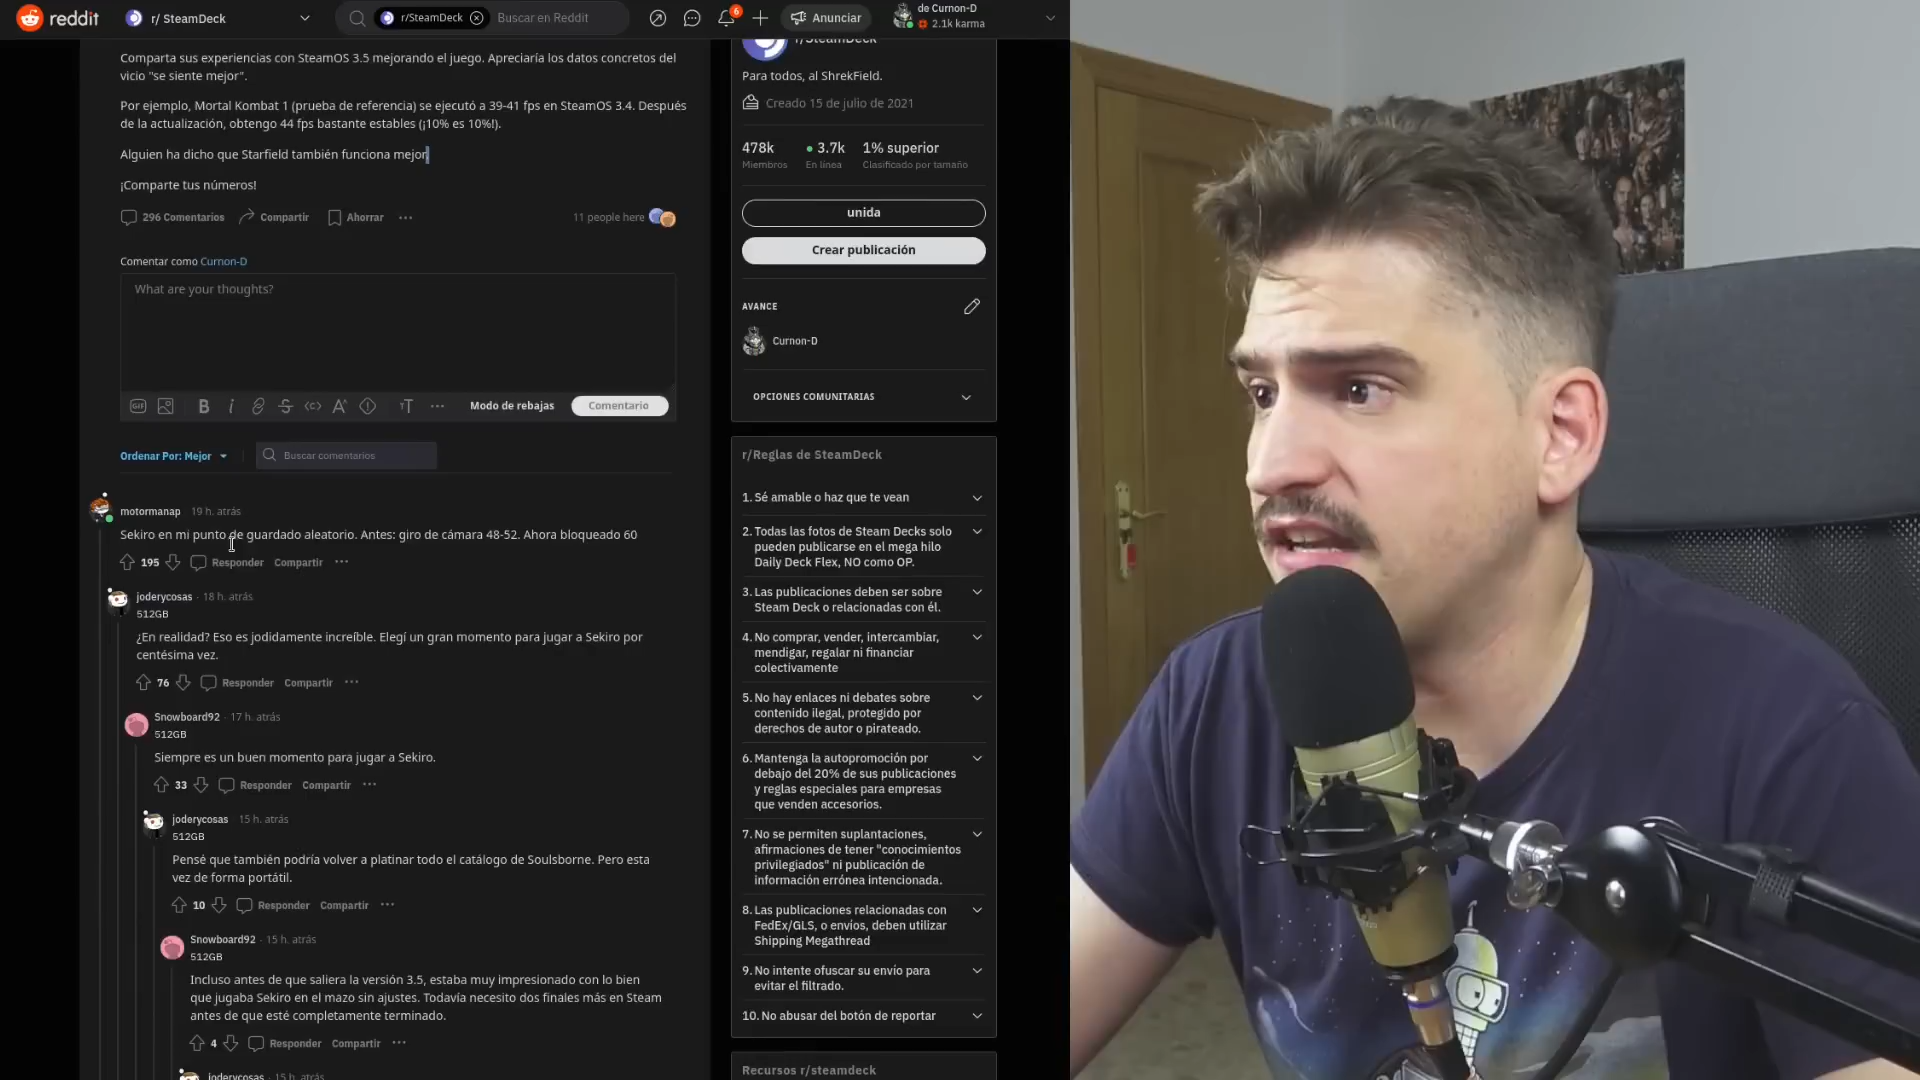 reddit
r/ SteamDeck
r/SteamDeck
Buscar en Reddit
6
Anunciar
de Curnon-D
2.1k karma
Comparta sus experiencias con SteamOS 3.5 mejorando el juego. Apreciaría los datos concretos del
vicio "se siente mejor".
Por ejemplo, Mortal Kombat 1 (prueba de referencia) se ejecutó a 39-41 fps en SteamOS 3.4. Después
de la actualización, obtengo 44 fps bastante estables (¡10% es 10%!).
Alguien ha dicho que Starfield también funciona mejor.
¡Comparte tus números!
296 Comentarios
Compartir
Ahorrar
11 people here
Comentar como Curnon-D
What are your thoughts?
GIF
B
i
Modo de rebajas
Comentario
Ordenar Por: Mejor
Buscar comentarios
motormanap 19 h. atrás
Sekiro en mi punto de guardado aleatorio. Antes: giro de cámara 48-52. Ahora bloqueado 60
195
Responder
Compartir
joderycosas · 18 h. atrás
512GB
¿En realidad? Eso es jodidamente increíble. Elegí un gran momento para jugar a Sekiro por
centésima vez.
76
Responder
Compartir
Snowboard92 · 17 h. atrás
512GB
Siempre es un buen momento para jugar a Sekiro.
33
Responder
Compartir
joderycosas 15 h. atrás
512GB
Pensé que también podría volver a platinar todo el catálogo de Soulsborne. Pero esta
vez de forma portátil.
10
Responder
Compartir
Snowboard92 · 15 h. atrás
512GB
Incluso antes de que saliera la versión 3.5, estaba muy impresionado con lo bien
que jugaba Sekiro en el mazo sin ajustes. Todavía necesito dos finales más en Steam
antes de que esté completamente terminado.
4
Responder
Compartir
joderycosas · 15 h. atrás
r/SteamDeck
Para todos, al ShrekField.
Creado 15 de julio de 2021
478k
Miembros
3.7k
En línea
1% superior
Clasificado por tamaño
unida
Crear publicación
AVANCE
Curnon-D
OPCIONES COMUNITARIAS
r/Reglas de SteamDeck
1. Sé amable o haz que te vean
2. Todas las fotos de Steam Decks solo
pueden publicarse en el mega hilo
Daily Deck Flex, NO como OP.
3. Las publicaciones deben ser sobre
Steam Deck o relacionadas con él.
4. No comprar, vender, intercambiar,
mendigar, regalar ni financiar
colectivamente
5. No hay enlaces ni debates sobre
contenido ilegal, protegido por
derechos de autor o pirateado.
6. Mantenga la autopromoción por
debajo del 20% de sus publicaciones
y reglas especiales para empresas
que venden accesorios.
7. No se permiten suplantaciones,
afirmaciones de tener "conocimientos
privilegiados" ni publicación de
información errónea intencionada.
8. Las publicaciones relacionadas con
FedEx/GLS, o envios, deben utilizar
Shipping Megathread
9. No intente ofuscar su envío para
evitar el filtrado.
10. No abusar del botón de reportar
Recursos r/steamdeck